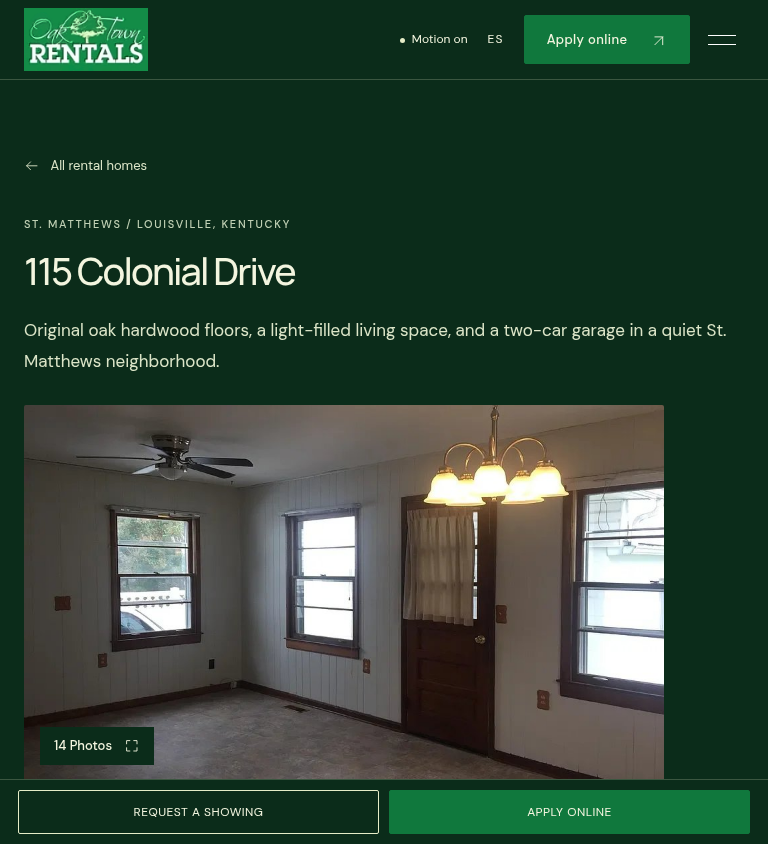 Oak Town
RENTALS
Motion on
ES
Apply online
All rental homes
ST. MATTHEWS / LOUISVILLE, KENTUCKY
115 Colonial Drive
Original oak hardwood floors, a light-filled living space, and a two-car garage in a quiet St.
Matthews neighborhood.
14 Photos
REQUEST A SHOWING
APPLY ONLINE